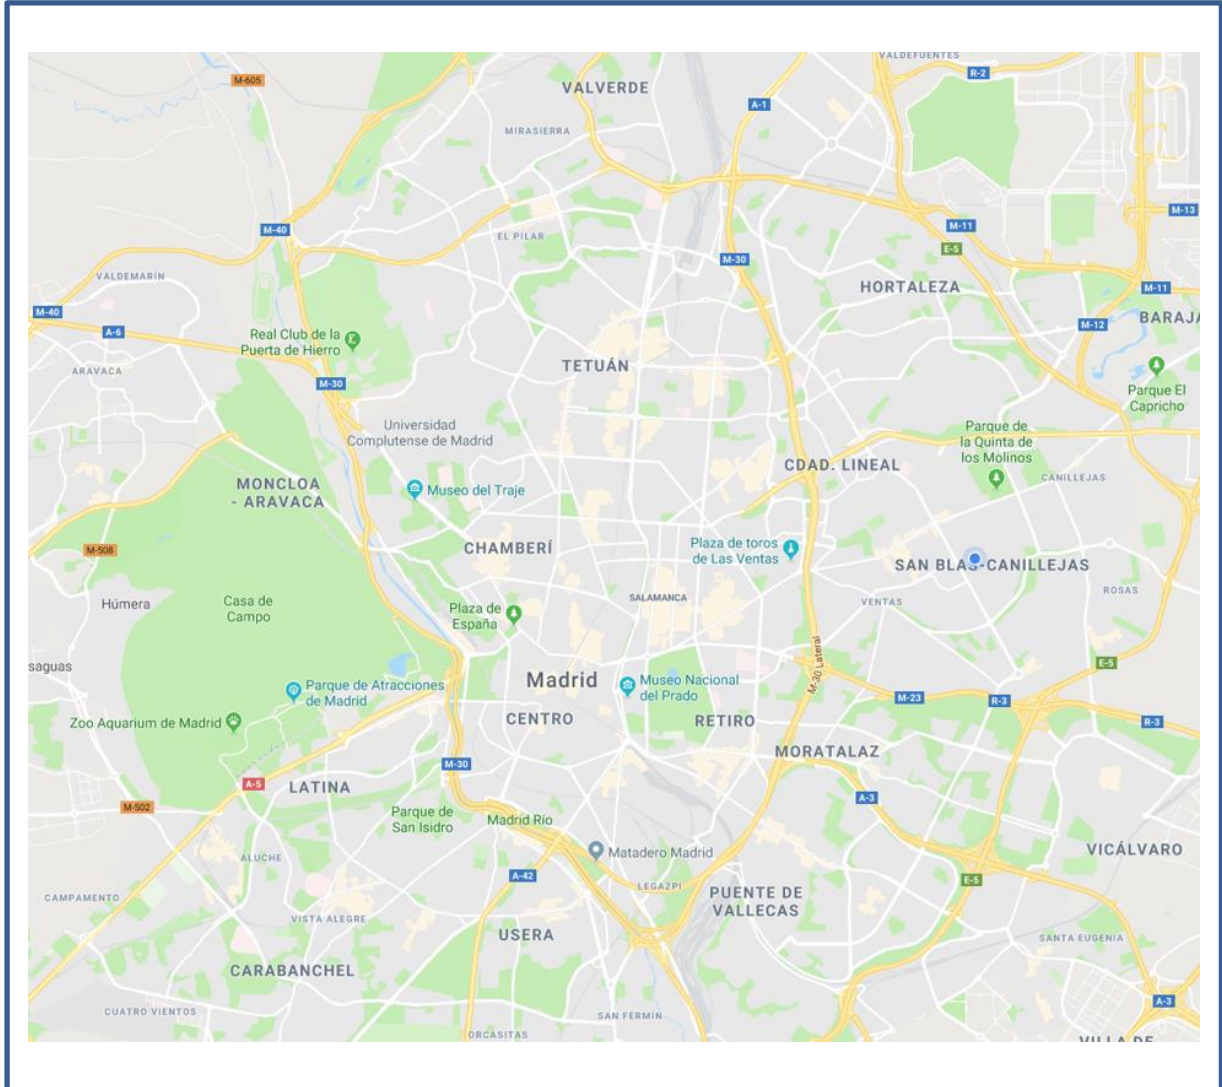 VALDEFUENTES
M-605
R-2
VALVERDE
A-1
MIRASIERRA
M-13
M-40
M-11
EL PILAR
E-5
M-30
VALDEMARÍN
HORTALEZA
M-11
M-40
BARAJA
M-12
A-6
Real Club de la
Puerta de Hierro
TETUÁN
ARAVACA
M-30
Parque El
Capricho
Universidad
Complutense de Madrid
Parque de
la Quinta de
los Molinos
CDAD. LINEAL
CANILLEJAS
MONCLOA
- ARAVACA
Museo del Traje
M-508
CHAMBERÍ
Plaza de toros
de Las Ventas
SAN BLAS-CANILLEJAS
ROSAS
Húmera
Casa de
Campo
SALAMANCA
VENTAS
Plaza de
España
saguas
M-30 Lateral
E-5
Madrid
Museo Nacional
del Prado
Parque de Atracciones
de Madrid
M-23
R-3
Zoo Aquarium de Madrid
CENTRO
RETIRO
R-3
MORATALAZ
M-30
A-5
LATINA
A-3
M-502
Parque de
San Isidro
Madrid Río
Matadero Madrid
VICÁLVARO
ALUCHE
A-42
LEGAZPI
E-5
PUENTE DE
VALLECAS
CAMPAMENTO
VISTA ALEGRE
USERA
SANTA EUGENIA
CARABANCHEL
A-3
CUATRO VIENTOS
SAN FERMÍN
ORCASITAS
VILLA DE